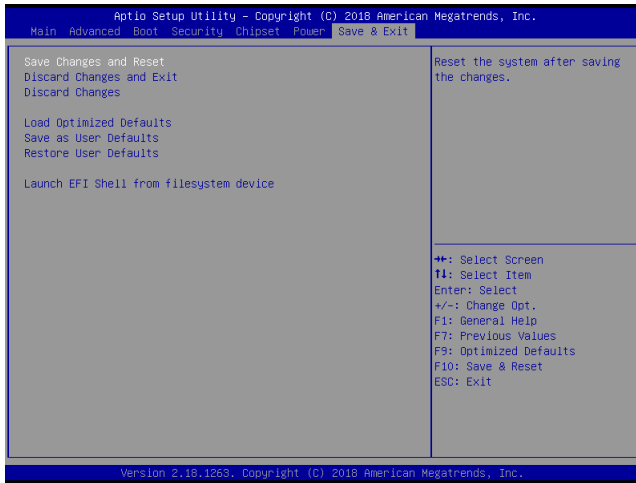 Aptio Setup Utility – Copyright (C) 2018 American Megatrends, Inc.
Main Advanced Boot Security Chipset Power Save & Exit
Save Changes and Reset
Discard Changes and Exit
Discard Changes
Load Optimized Defaults
Save as User Defaults
Restore User Defaults
Launch EFI Shell from filesystem device
Reset the system after saving
the changes.
→←: Select Screen
↑↓: Select Item
Enter: Select
+/-: Change Opt.
F1: General Help
F7: Previous Values
F9: Optimized Defaults
F10: Save & Reset
ESC: Exit
Version 2.18.1263. Copyright (C) 2018 American Megatrends, Inc.